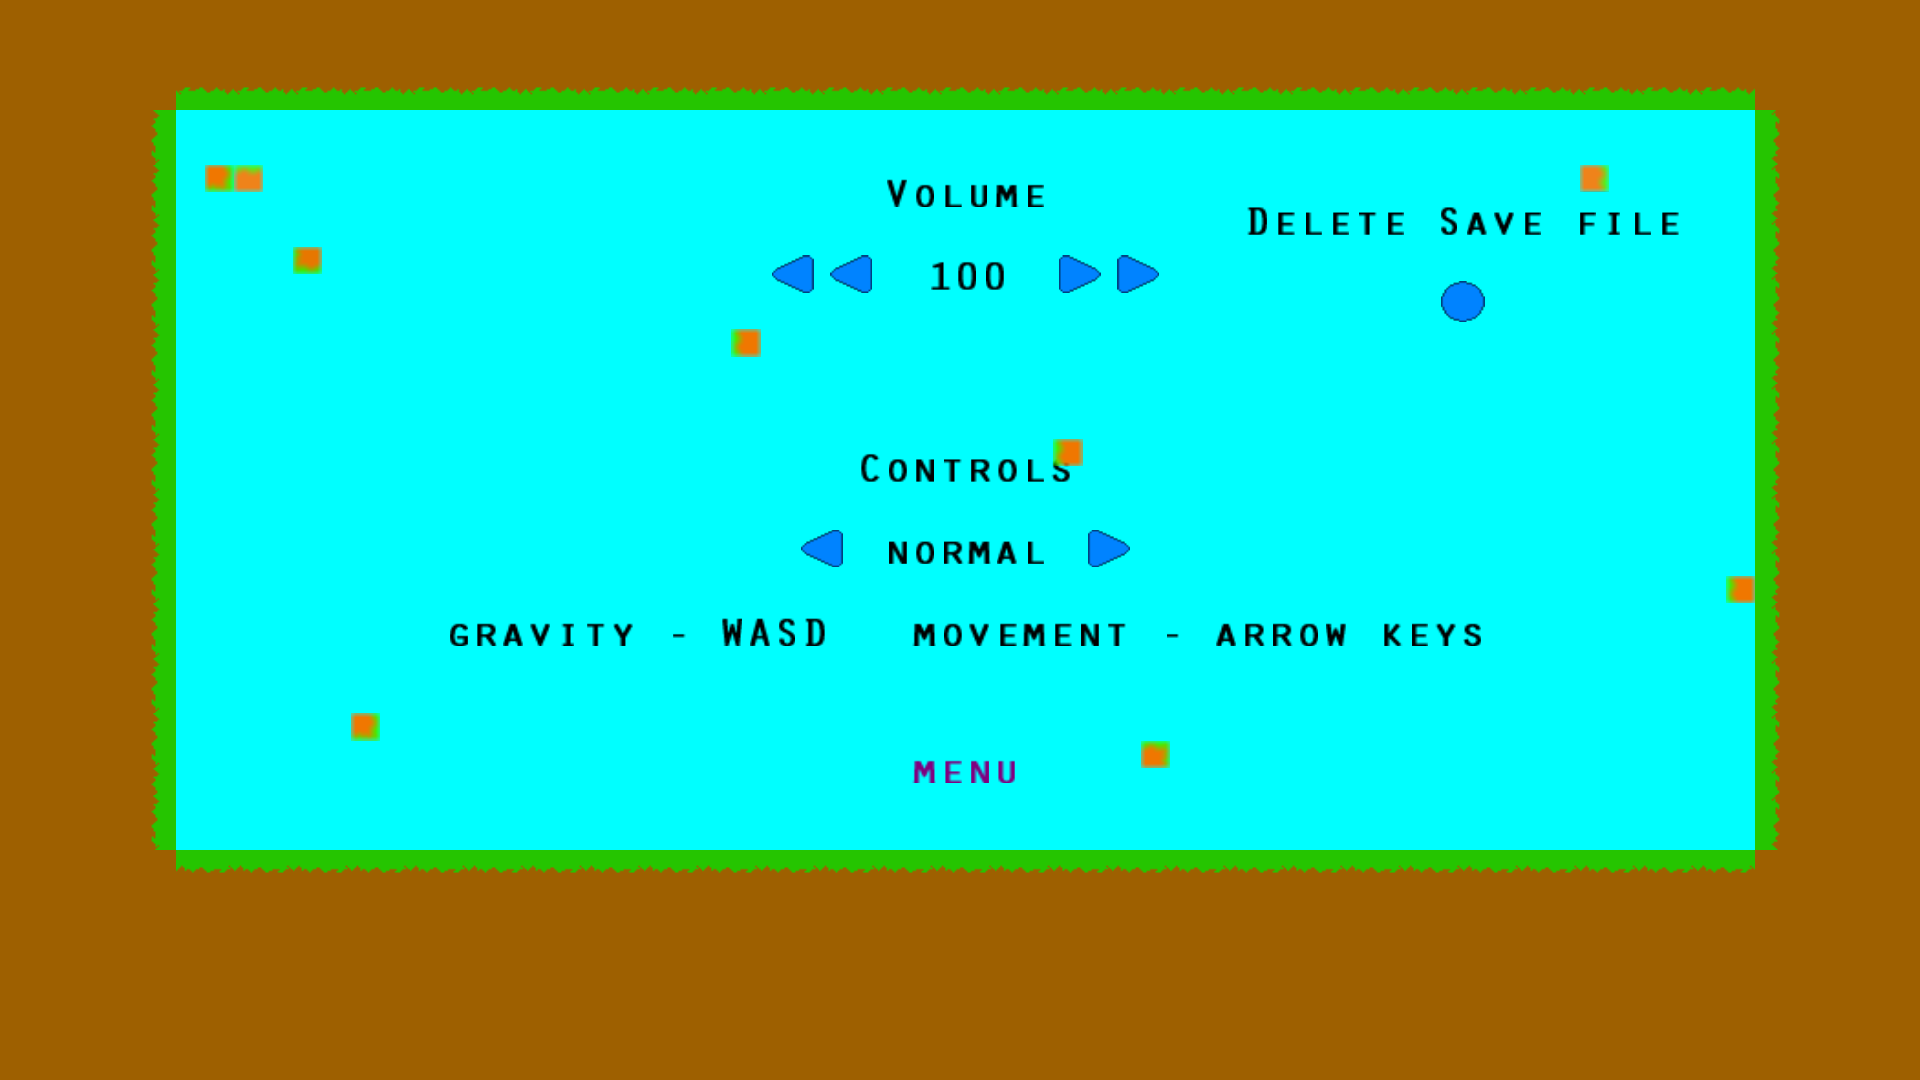 Volume
Delete Save file
100
Controls
normal
gravity - WASD movement - arrow keys
menu